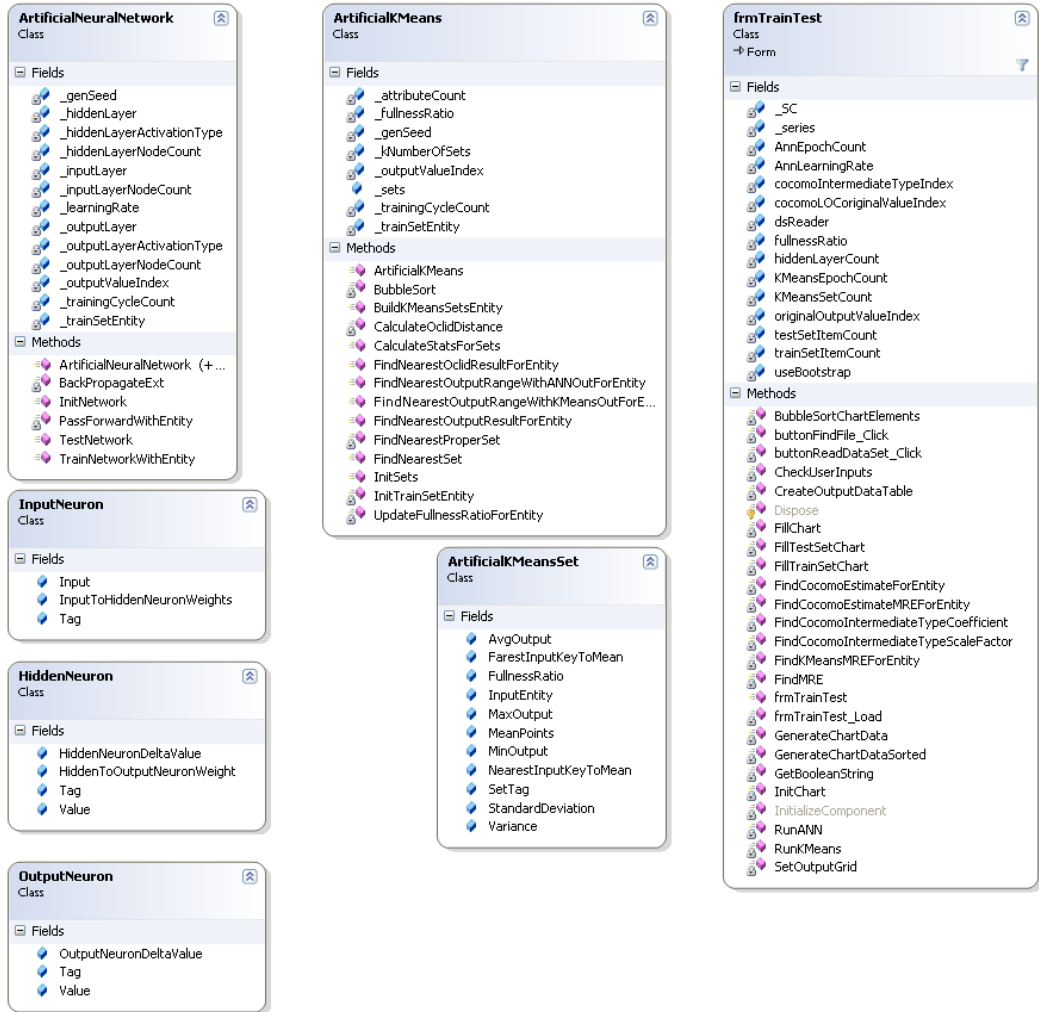 ArtificialNeuralNetwork
Class
Fields
_genSeed
_hiddenLayer
_hiddenLayerActivationType
_hiddenLayerNodeCount
_inputLayer
_inputLayerNodeCount
_learningRate
_outputLayer
_outputLayerActivationType
_outputLayerNodeCount
_outputValueIndex
_trainingCycleCount
_trainSetEntity
Methods
ArtificialNeuralNetwork (+...
BackPropagateExt
InitNetwork
PassForwardWithEntity
TestNetwork
TrainNetworkWithEntity
InputNeuron
Class
Fields
Input
InputToHiddenNeuronWeights
Tag
HiddenNeuron
Class
Fields
HiddenNeuronDeltaValue
HiddenToOutputNeuronWeight
Tag
Value
OutputNeuron
Class
Fields
OutputNeuronDeltaValue
Tag
Value
ArtificialKMeans
Class
Fields
_attributeCount
_fullnessRatio
_genSeed
_kNumberOfSets
_outputValueIndex
_sets
_trainingCycleCount
_trainSetEntity
Methods
ArtificialKMeans
BubbleSort
BuildKMeansSetsEntity
CalculateOclidDistance
CalculateStatsForSets
FindNearestOclidResultForEntity
FindNearestOutputRangeWithANNOutForEntity
FindNearestOutputRangeWithKMeansOutForE...
FindNearestOutputResultForEntity
FindNearestProperSet
FindNearestSet
InitSets
InitTrainSetEntity
UpdateFullnessRatioForEntity
ArtificialKMeansSet
Class
Fields
AvgOutput
FarestInputKeyToMean
FullnessRatio
InputEntity
MaxOutput
MeanPoints
MinOutput
NearestInputKeyToMean
SetTag
StandardDeviation
Variance
frmTrainTest
Class
Form
Fields
_SC
_series
AnnEpochCount
AnnLearningRate
cocomoIntermediateTypeIndex
cocomoLOCoriginalValueIndex
dsReader
fullnessRatio
hiddenLayerCount
KMeansEpochCount
KMeansSetCount
originalOutputValueIndex
testSetItemCount
trainSetItemCount
useBootstrap
Methods
BubbleSortChartElements
buttonFindFile_Click
buttonReadDataSet_Click
CheckUserInputs
CreateOutputDataTable
Dispose
FillChart
FillTestSetChart
FillTrainSetChart
FindCocomoEstimateForEntity
FindCocomoEstimateMREForEntity
FindCocomoIntermediateTypeCoefficient
FindCocomoIntermediateTypeScaleFactor
FindKMeansMREForEntity
FindMRE
frmTrainTest
frmTrainTest_Load
GenerateChartData
GenerateChartDataSorted
GetBooleanString
InitChart
InitializeComponent
RunANN
RunKMeans
SetOutputGrid